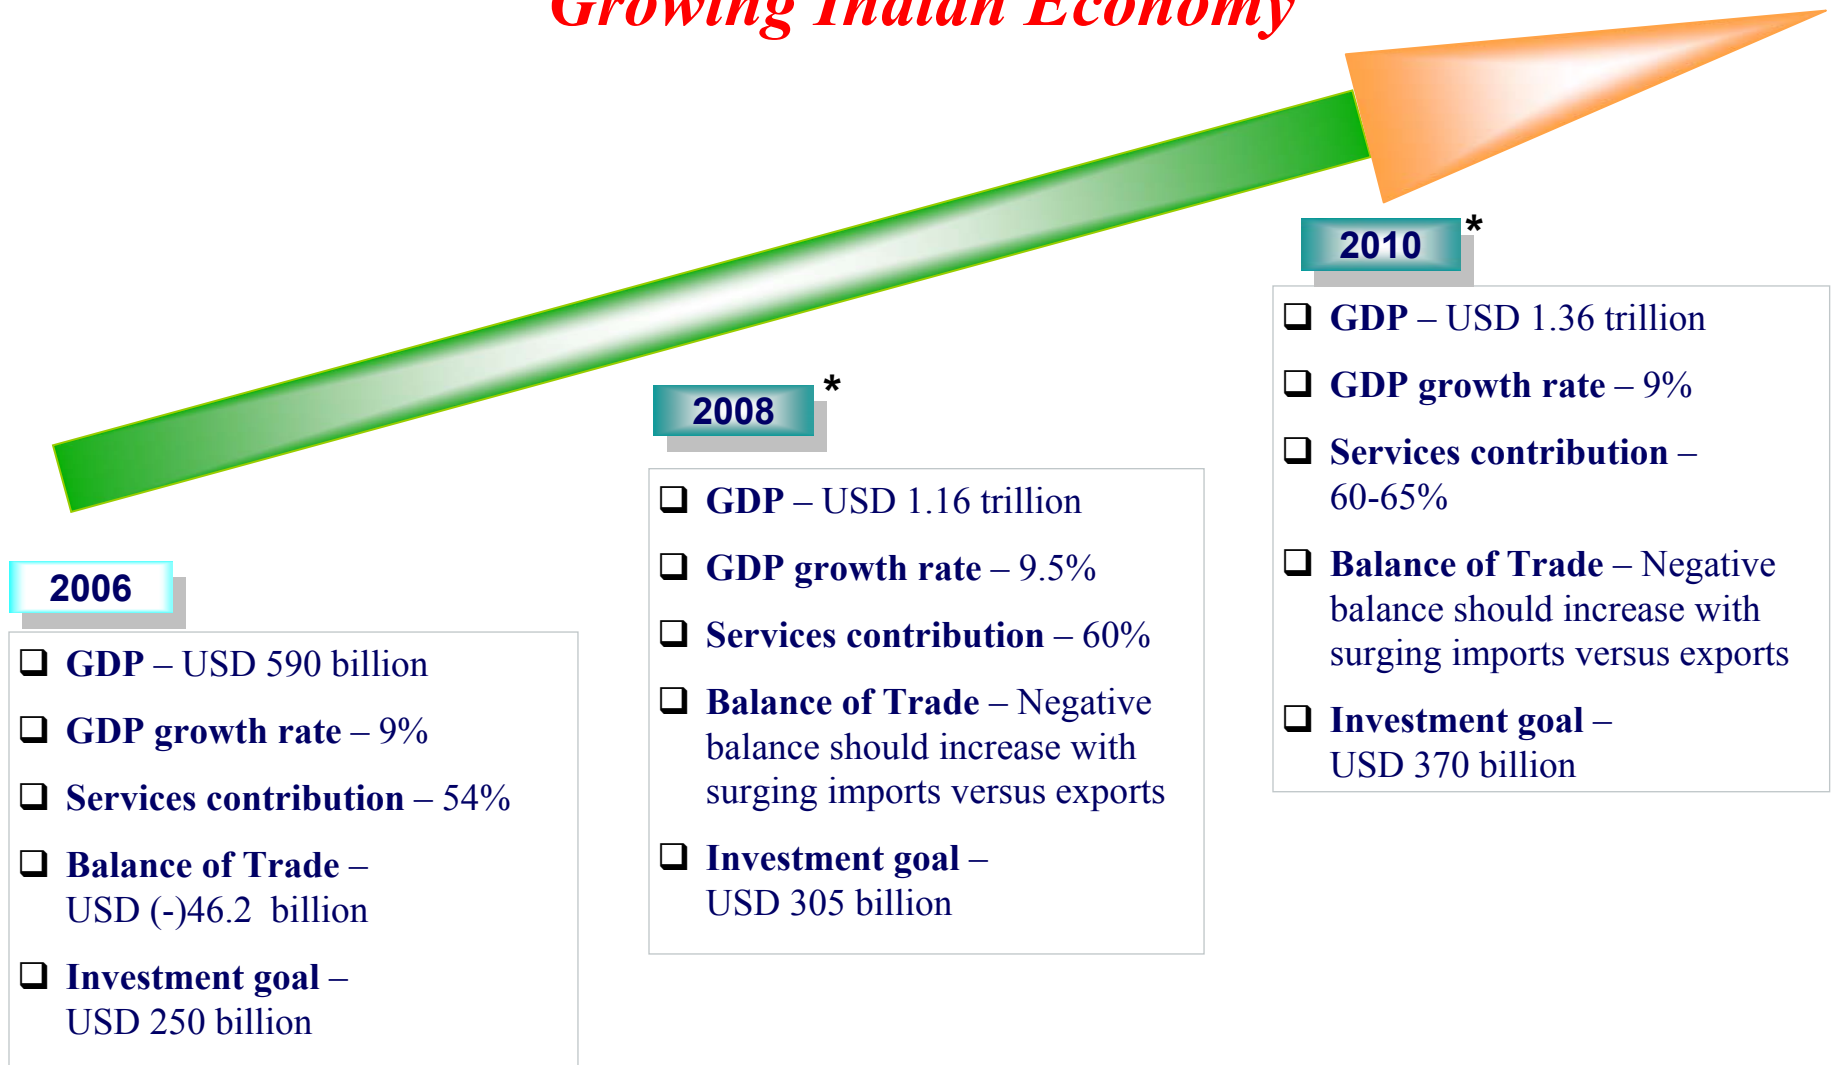 Growing Indian Economy
2006
❑ GDP – USD 590 billion
❑ GDP growth rate – 9%
❑ Services contribution – 54%
❑ Balance of Trade –
USD (-)46.2 billion
❑ Investment goal –
USD 250 billion
2008 *
❑ GDP – USD 1.16 trillion
❑ GDP growth rate – 9.5%
❑ Services contribution – 60%
❑ Balance of Trade – Negative
balance should increase with
surging imports versus exports
❑ Investment goal –
USD 305 billion
2010 *
❑ GDP – USD 1.36 trillion
❑ GDP growth rate – 9%
❑ Services contribution –
60-65%
❑ Balance of Trade – Negative
balance should increase with
surging imports versus exports
❑ Investment goal –
USD 370 billion